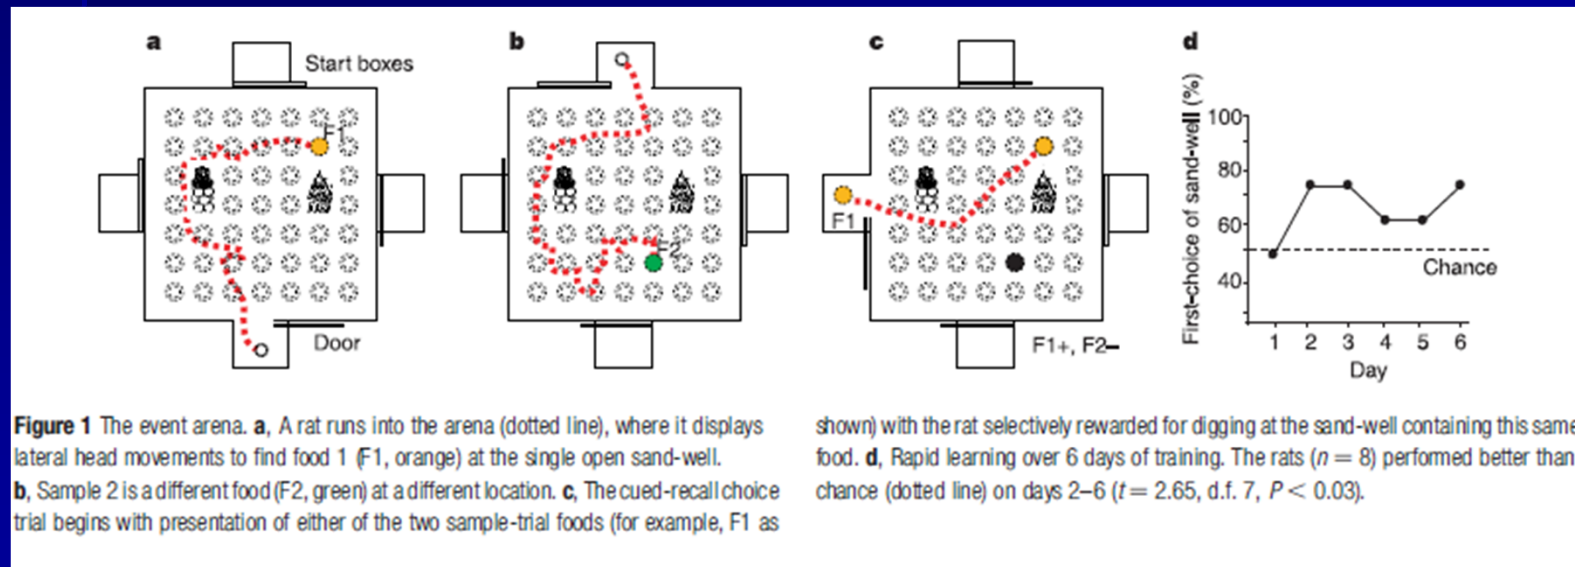 a
Start boxes
F1
Door
b
F2
c
F1
F1+, F2–
d
First-choice of sand-well (%)
100
80
60
40
Chance
1 2 3 4 5 6
Day
Figure 1 The event arena. a, A rat runs into the arena (dotted line), where it displays
lateral head movements to find food 1 (F1, orange) at the single open sand-well.
b, Sample 2 is a different food (F2, green) at a different location. c, The cued-recall choice
trial begins with presentation of either of the two sample-trial foods (for example, F1 as
shown) with the rat selectively rewarded for digging at the sand-well containing this same
food. d, Rapid learning over 6 days of training. The rats (n = 8) performed better than
chance (dotted line) on days 2–6 (t = 2.65, d.f. 7, P < 0.03).